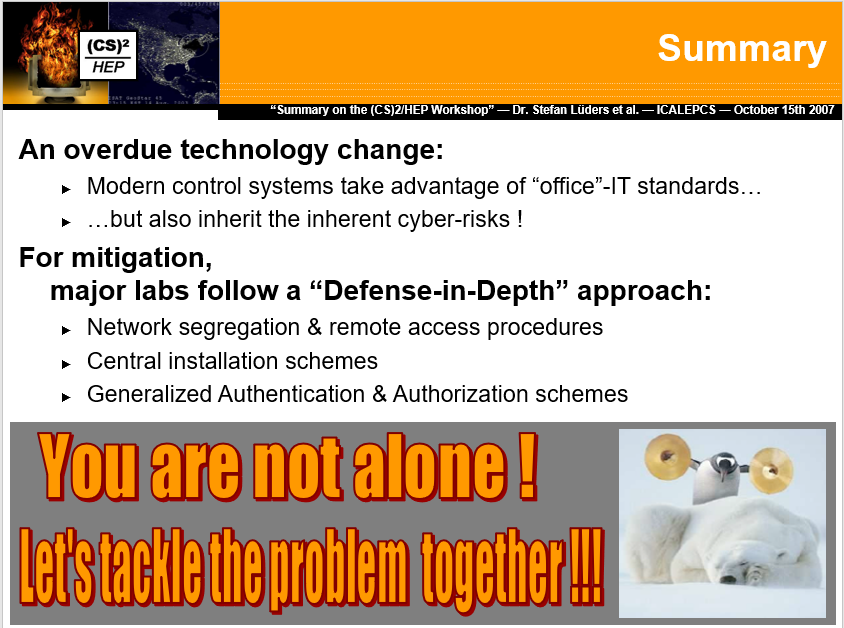 (CS)²
HEP
Summary
“Summary on the (CS)2/HEP Workshop” — Dr. Stefan Lüders et al. — ICALEPCS — October 15th 2007
An overdue technology change:
► Modern control systems take advantage of “office”-IT standards…
► …but also inherit the inherent cyber-risks !
For mitigation,
major labs follow a “Defense-in-Depth” approach:
► Network segregation & remote access procedures
► Central installation schemes
► Generalized Authentication & Authorization schemes
You are not alone !
Let's tackle the problem together !!!